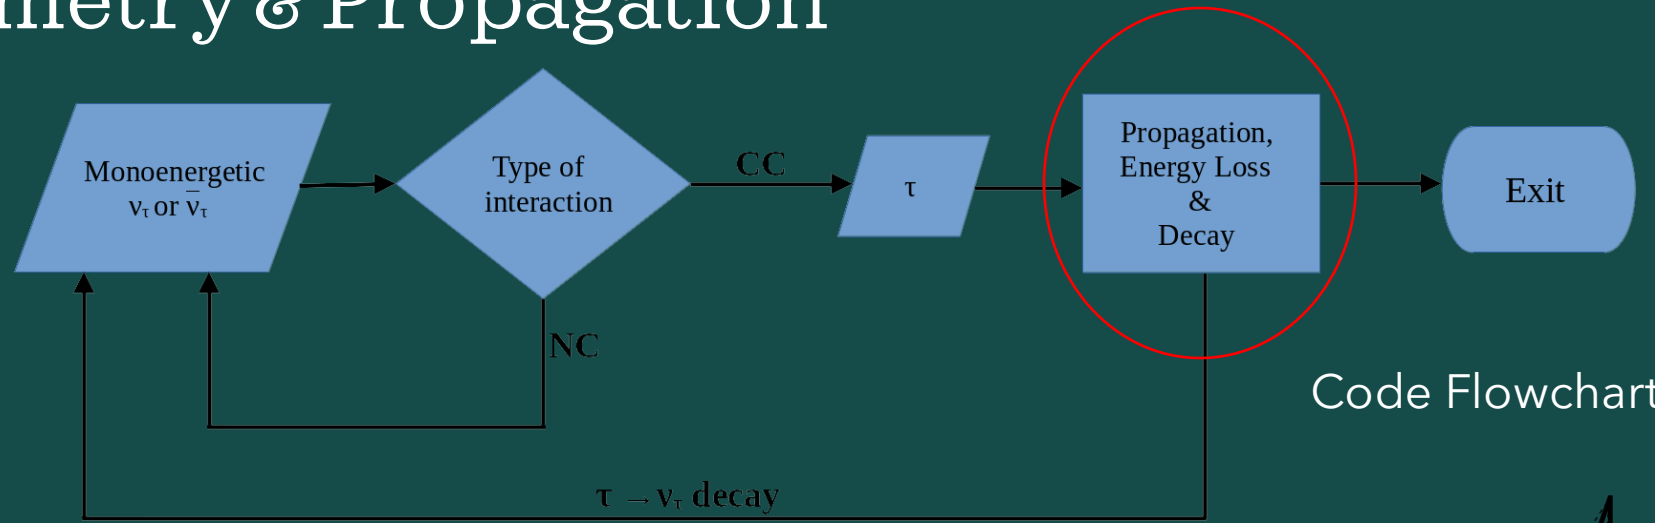 metry & Propagation
Monoenergetic
ντ or ν̅τ
Type of
interaction
CC
τ
Propagation,
Energy Loss
&
Decay
Exit
NC
Code Flowchart
τ →ντ decay